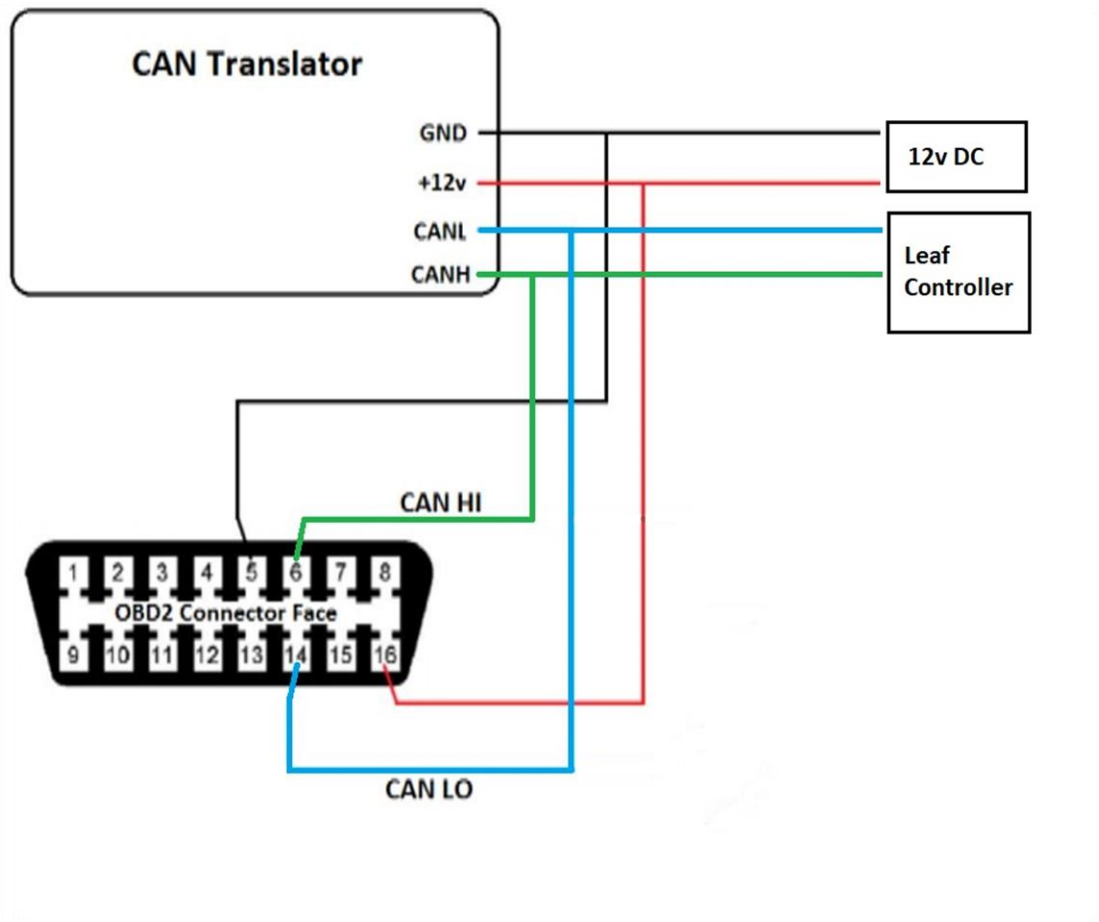 CAN Translator
GND
+12v
CANL
CANH
12v DC
Leaf
Controller
CAN HI
1 2 3 4 5 6 7 8
OBD2 Connector Face
9 10 11 12 13 14 15 16
CAN LO